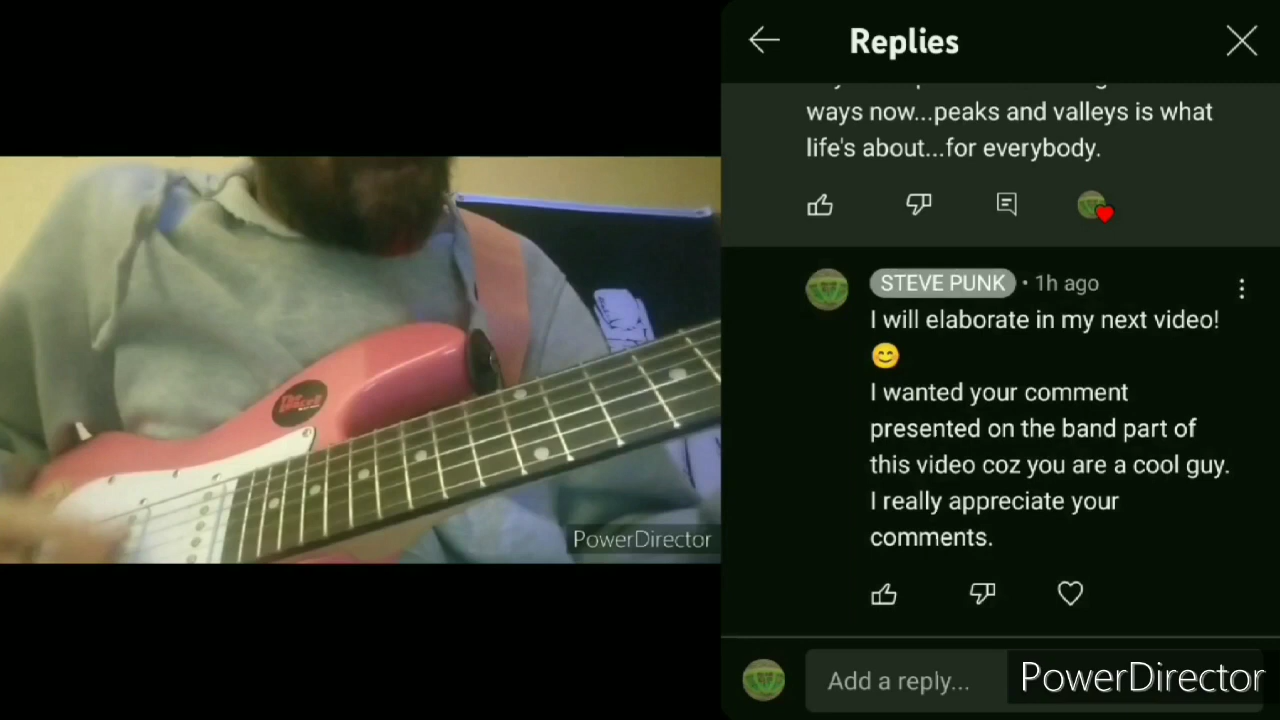 Replies
ways now...peaks and valleys is what
life's about...for everybody.
STEVE PUNK • 1h ago
I will elaborate in my next video!
😊
I wanted your comment
presented on the band part of
this video coz you are a cool guy.
I really appreciate your
comments.
Add a reply...
PowerDirector
PowerDirector